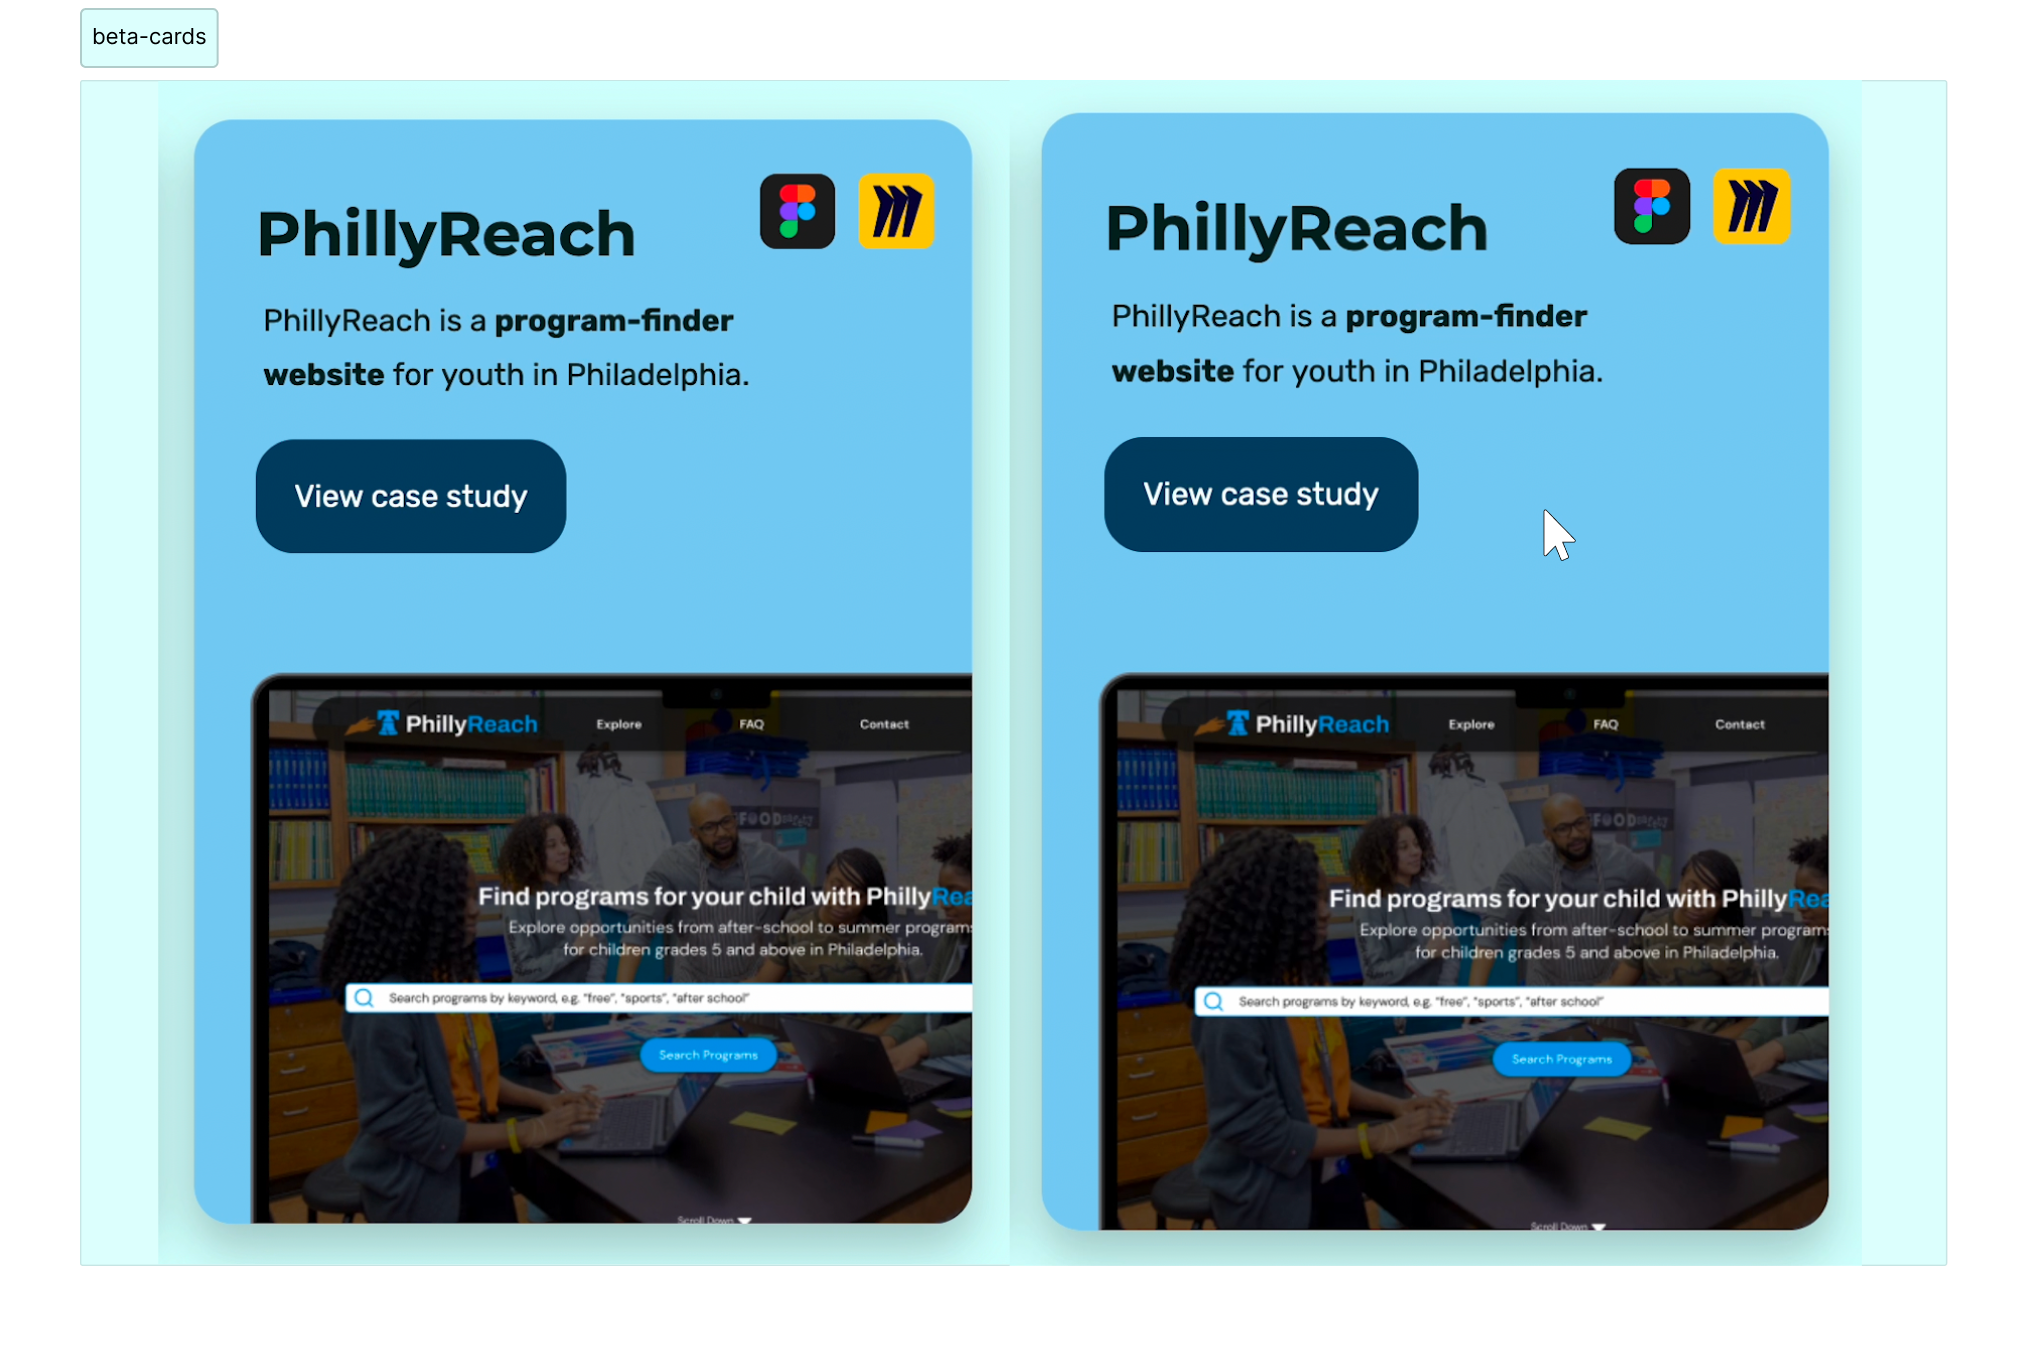 beta-cards
PhillyReach
PhillyReach is a program-finder
website for youth in Philadelphia.
View case study
PhillyReach Explore FAQ Contact
FOOD
Find programs for your child with PhillyRea
Explore opportunities from after-school to summer programs
for children grades 5 and above in Philadelphia.
Search programs by keyword, e.g. "free", "sports", "after school"
Search Programs
Scroll Down
PhillyReach
PhillyReach is a program-finder
website for youth in Philadelphia.
View case study
PhillyReach Explore FAQ Contact
FOOD
Find programs for your child with PhillyRea
Explore opportunities from after-school to summer programs
for children grades 5 and above in Philadelphia.
Search programs by keyword, e.g. "free", "sports", "after school"
Search Programs
Scroll Down